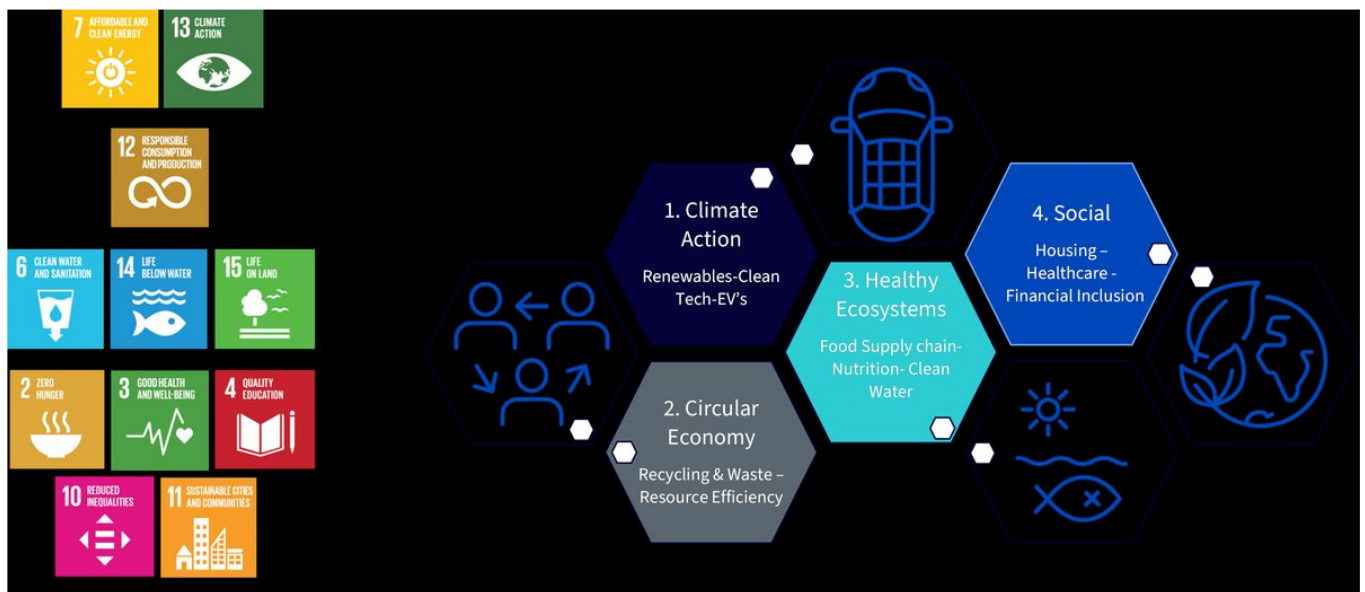 7 AFFORDABLE AND
CLEAN ENERGY
13 CLIMATE
ACTION
12 RESPONSIBLE
CONSUMPTION
AND PRODUCTION
6 CLEAN WATER
AND SANITATION
14 LIFE
BELOW WATER
15 LIFE
ON LAND
2 ZERO
HUNGER
3 GOOD HEALTH
AND WELL-BEING
4 QUALITY
EDUCATION
10 REDUCED
INEQUALITIES
11 SUSTAINABLE CITIES
AND COMMUNITIES
1. Climate
Action
Renewables-Clean
Tech-EV's
2. Circular
Economy
Recycling & Waste –
Resource Efficiency
3. Healthy
Ecosystems
Food Supply chain-
Nutrition- Clean
Water
4. Social
Housing –
Healthcare -
Financial Inclusion